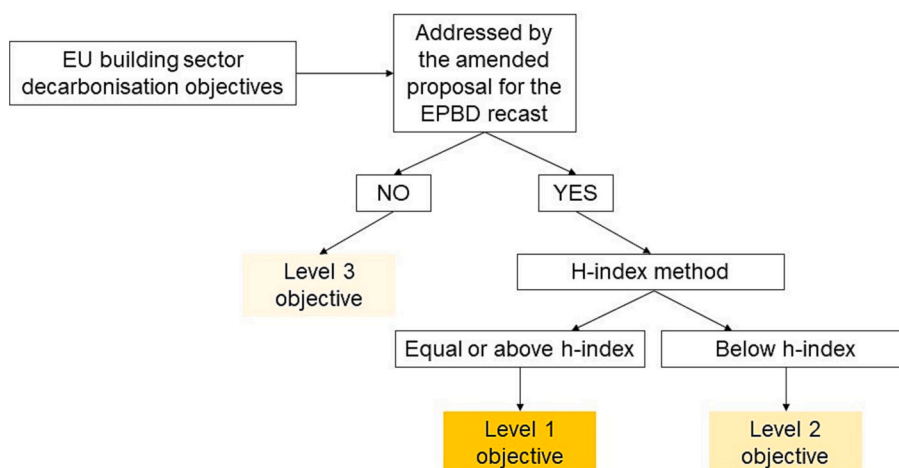 EU building sector
decarbonisation objectives
Addressed by
the amended
proposal for the
EPBD recast
NO
YES
Level 3
objective
H-index method
Equal or above h-index
Below h-index
Level 1
objective
Level 2
objective